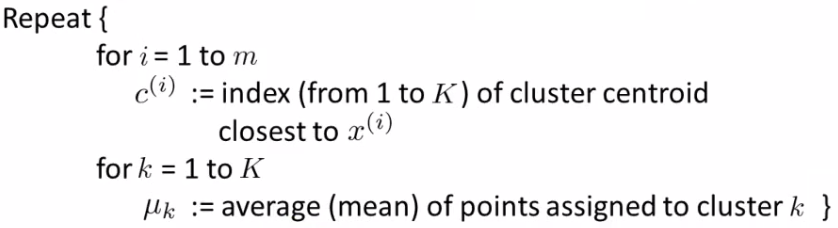 Repeat {
for i = 1 to m
c^(i) := index (from 1 to K) of cluster centroid
closest to x^(i)
for k = 1 to K
μ_k := average (mean) of points assigned to cluster k }